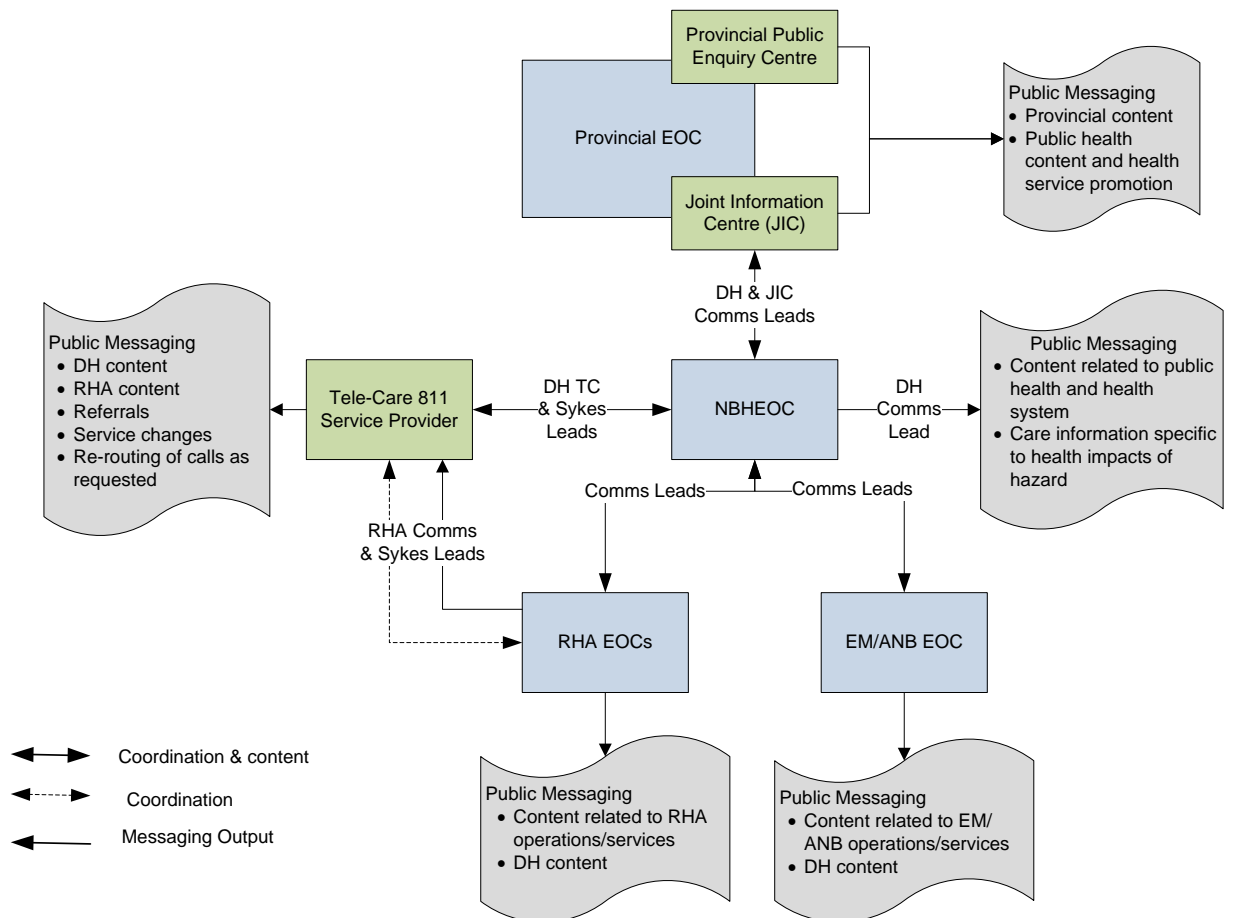 Provincial Public
Enquiry Centre
Provincial EOC
Joint Information
Centre (JIC)
Public Messaging
• Provincial content
• Public health
content and health
service promotion
DH & JIC
Comms Leads
Public Messaging
• DH content
• RHA content
• Referrals
• Service changes
• Re-routing of calls as
requested
Tele-Care 811
Service Provider
DH TC
& Sykes
Leads
NBHEOC
DH
Comms
Lead
Public Messaging
• Content related to public
health and health
system
• Care information specific
to health impacts of
hazard
Comms Leads
Comms Leads
RHA Comms
& Sykes Leads
RHA EOCs
EM/ANB EOC
Coordination & content
Coordination
Messaging Output
Public Messaging
• Content related to RHA
operations/services
• DH content
Public Messaging
• Content related to EM/
ANB operations/services
• DH content